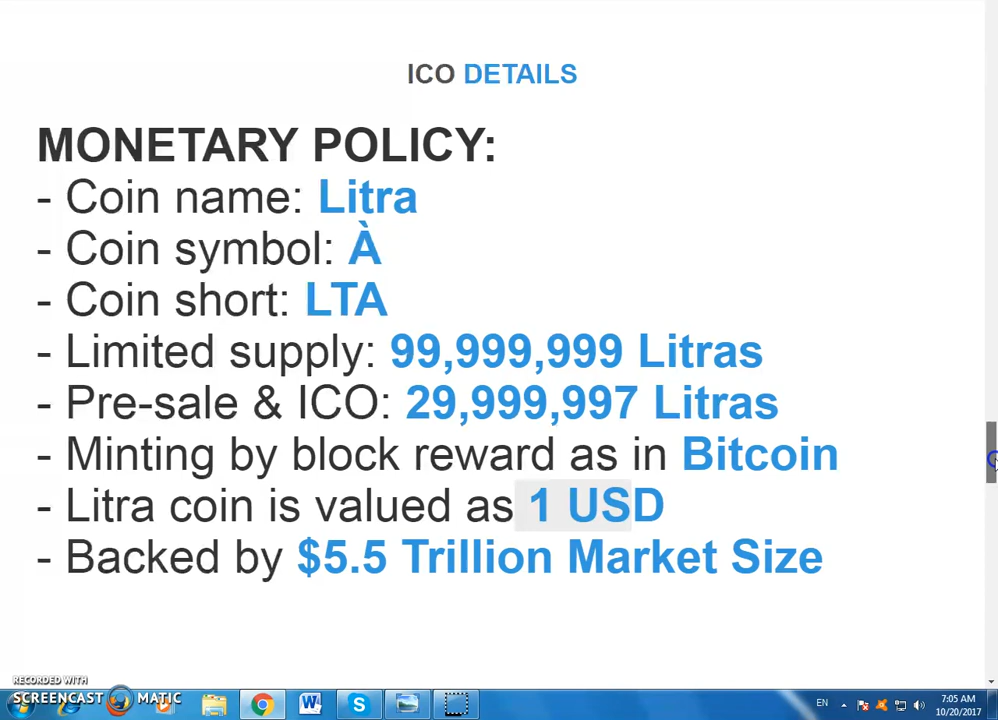 ICO DETAILS
MONETARY POLICY:
- Coin name: Litra
- Coin symbol: À
- Coin short: LTA
- Limited supply: 99,999,999 Litras
- Pre-sale & ICO: 29,999,997 Litras
- Minting by block reward as in Bitcoin
- Litra coin is valued as 1 USD
- Backed by $5.5 Trillion Market Size
RECORDED WITH
SCREENCAST MATIC
EN
7:05 AM
10/20/2017